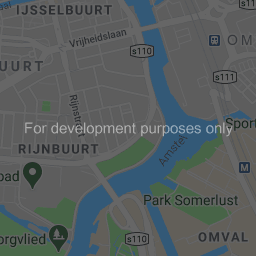 IJSSELBUURT
Vrijheidslaan
s110
OM
s111
UURT
Rijnstraat
For development purposes only
Sport
Amstel
RIJNBUURT
M
bad
Park Somerlust
s110
OMVAL
orgvlied